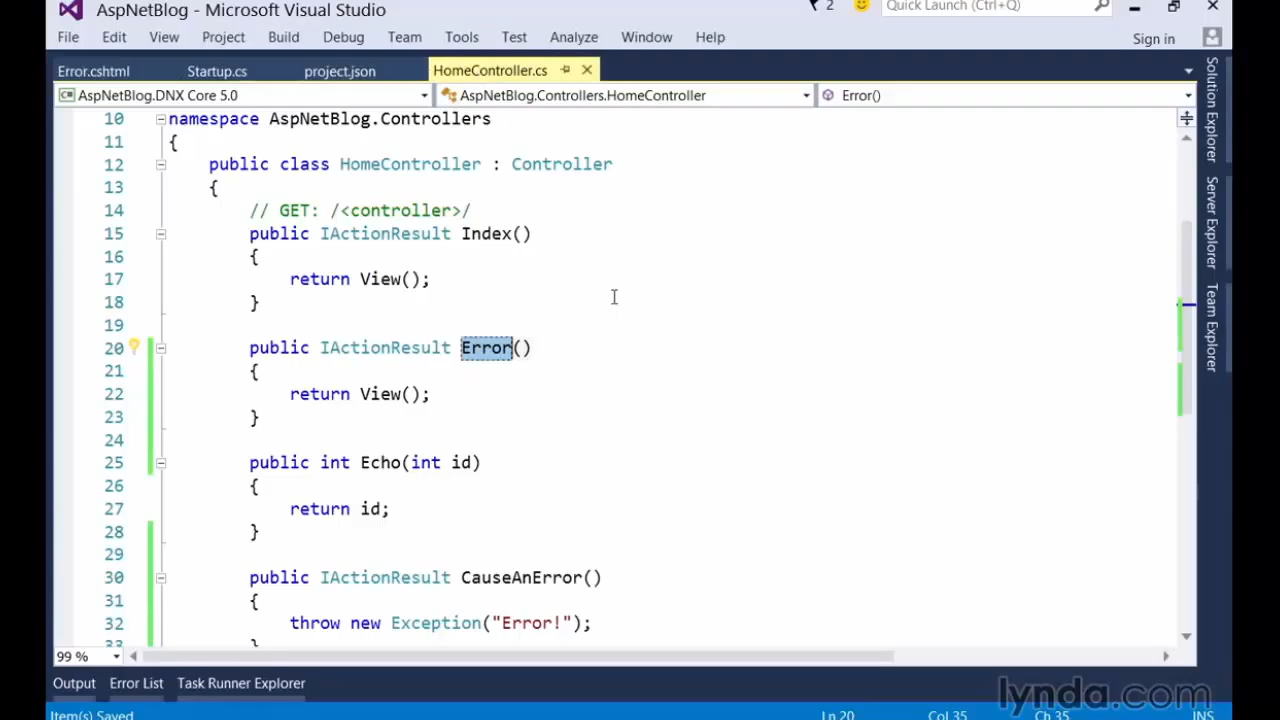 AspNetBlog - Microsoft Visual Studio
2
Quick Launch (Ctrl+Q)
File Edit View Project Build Debug Team Tools Test Analyze Window Help
Sign in
Error.cshtml Startup.cs project.json HomeController.cs
AspNetBlog.DNX Core 5.0 AspNetBlog.Controllers.HomeController Error()
10 namespace AspNetBlog.Controllers
11 {
12 public class HomeController : Controller
13 {
14 // GET: /<controller>/
15 public IActionResult Index()
16 {
17 return View();
18 }
19
20 public IActionResult Error()
21 {
22 return View();
23 }
24
25 public int Echo(int id)
26 {
27 return id;
28 }
29
30 public IActionResult CauseAnError()
31 {
32 throw new Exception("Error!");
33 }
99 %
Solution Explorer
Server Explorer
Team Explorer
Output Error List Task Runner Explorer
lynda.com
Item(s) Saved Ln 20 Col 35 Ch 35 INS